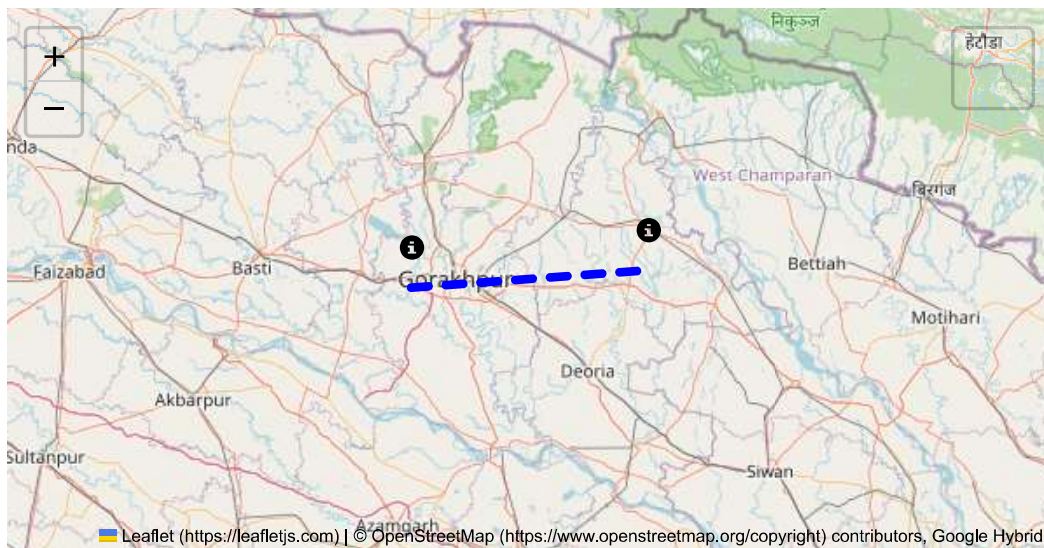 निकुञ्ज
हेटौडा
+
−
nda
West Champaran
बिरगंज
Faizabad
Basti
Gorakhpur
Bettiah
Motihari
Deoria
Akbarpur
Sultanpur
Siwan
Azamgarh
Leaflet (https://leafletjs.com) | © OpenStreetMap (https://www.openstreetmap.org/copyright) contributors, Google Hybrid